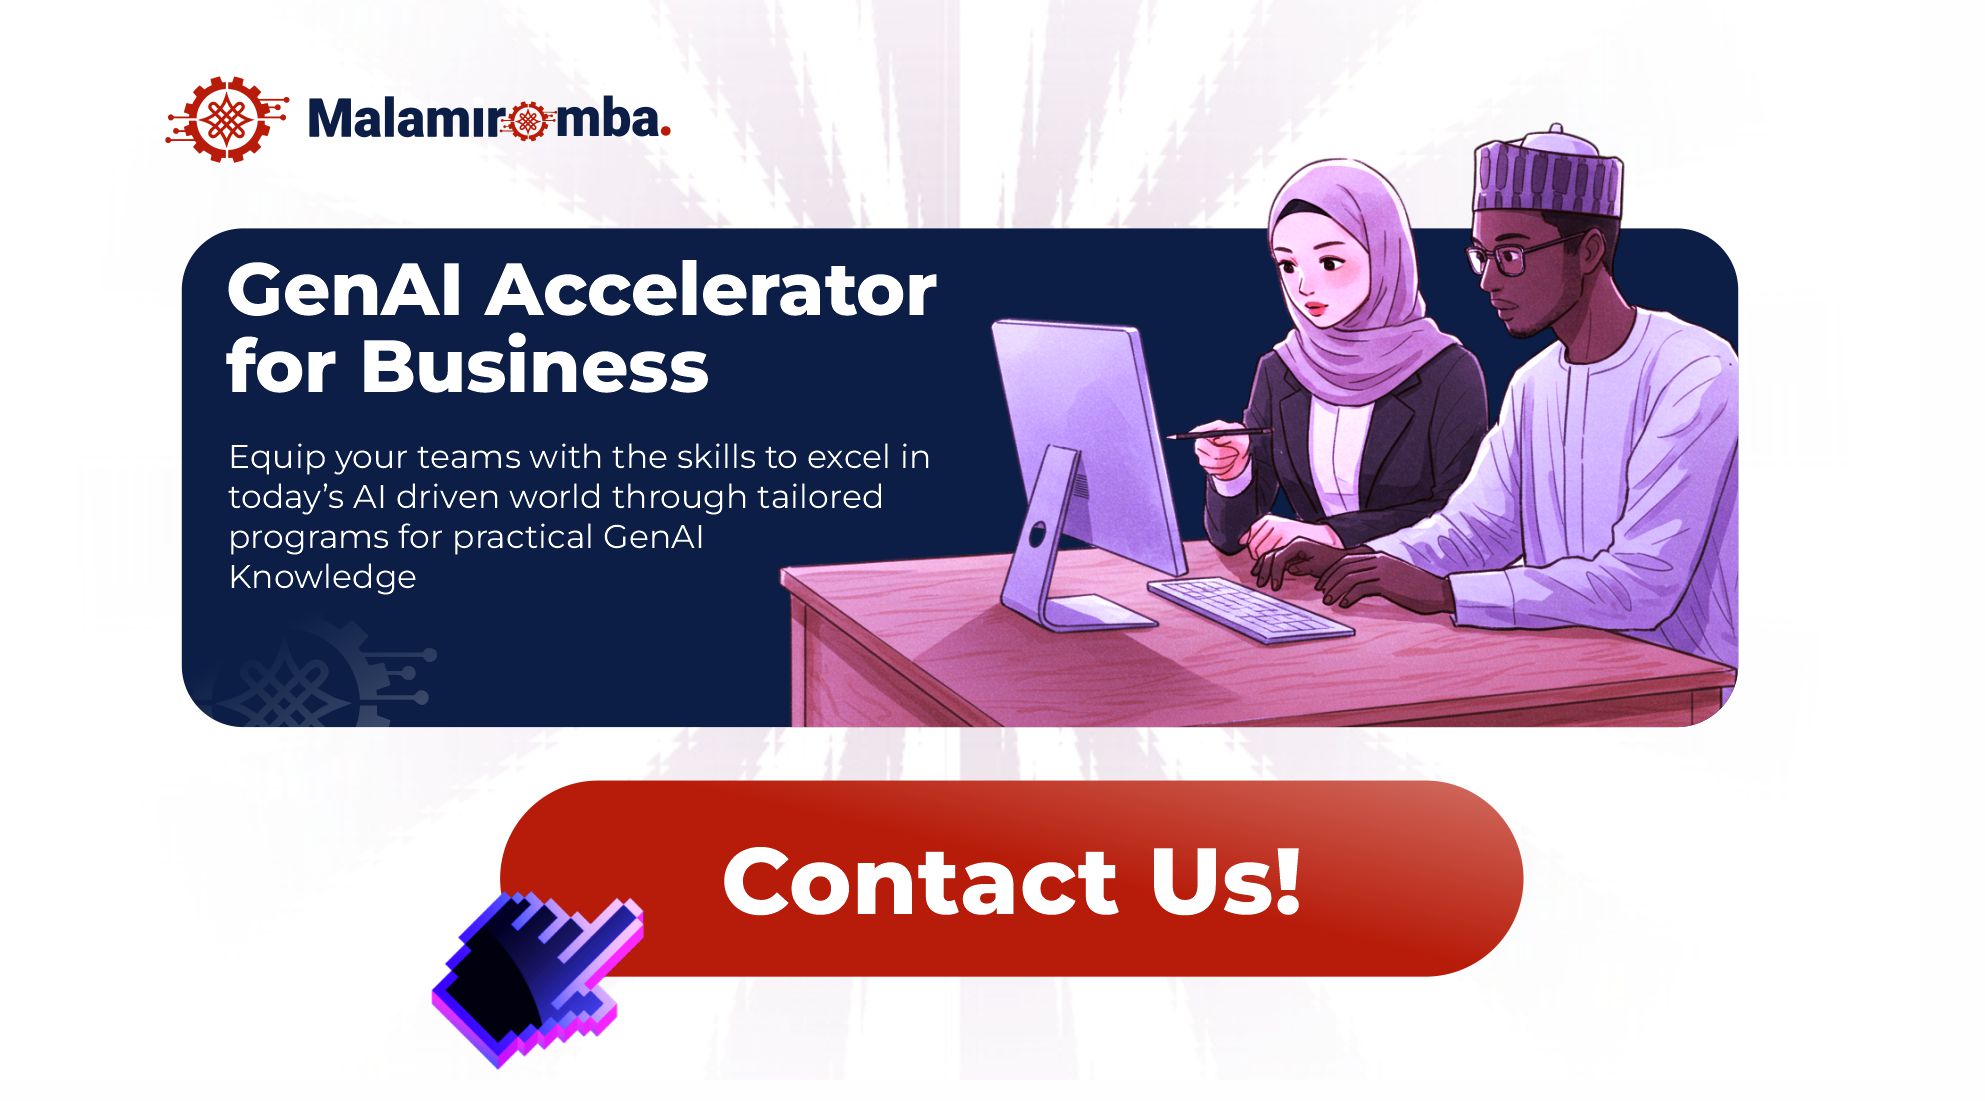 Malamiromba.
GenAI Accelerator
for Business
Equip your teams with the skills to excel in
today’s AI driven world through tailored
programs for practical GenAI
Knowledge
Contact Us!